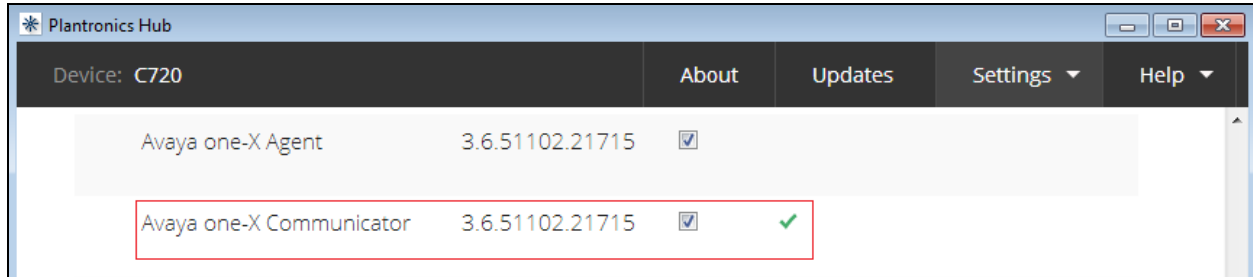 Plantronics Hub
Device: C720 About Updates Settings Help
Avaya one-X Agent 3.6.51102.21715
Avaya one-X Communicator 3.6.51102.21715